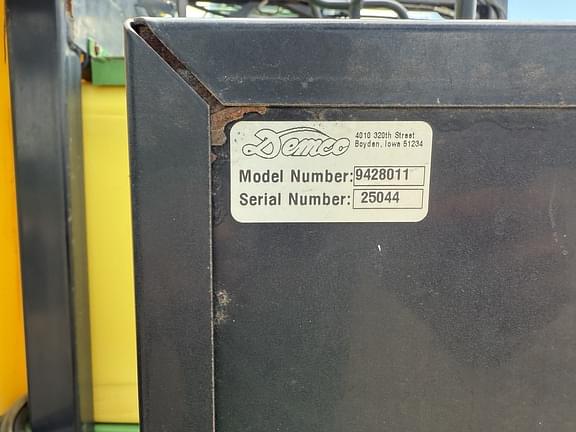 Demco
4010 320th Street
Boyden, Iowa 51234
Model Number: 9428011
Serial Number: 25044